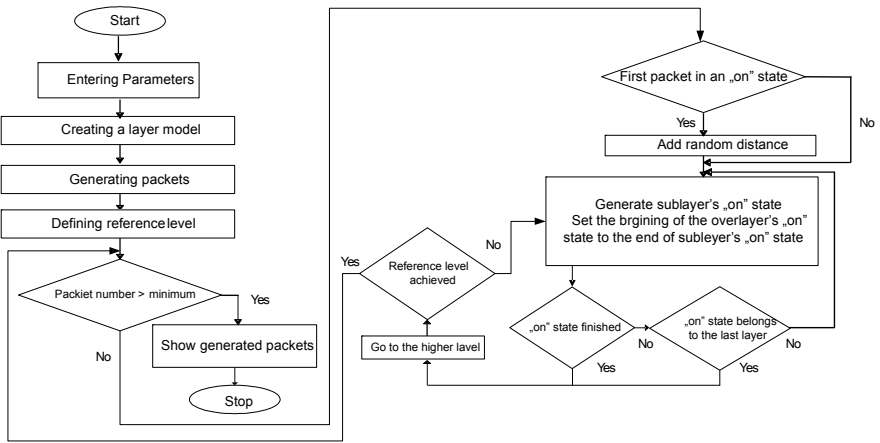 Start
Entering Parameters
Creating a layer model
Generating packets
Defining reference level
Packiet number > minimum
Yes
No
Show generated packets
Stop
First packet in an „on” state
Yes
No
Add random distance
Generate sublayer's „on” state
Set the brgining of the overlayer's „on”
state to the end of subleyer's „on” state
Yes
Reference level
achieved
No
Go to the higher lavel
„on” state finished
No
Yes
„on” state belongs
to the last layer
No
Yes